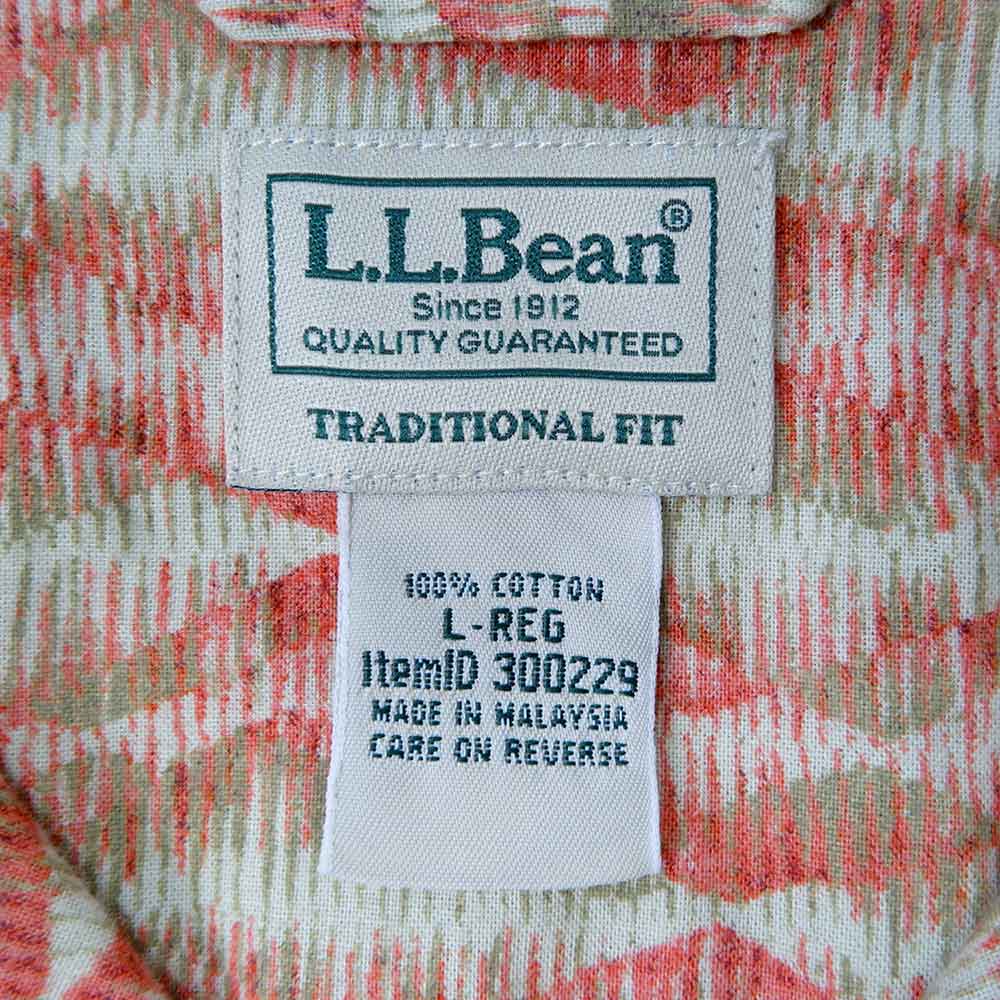 L.L.Bean®
Since 1912
QUALITY GUARANTEED
TRADITIONAL FIT
100% COTTON
L-REG
ItemID 300229
MADE IN MALAYSIA
CARE ON REVERSE